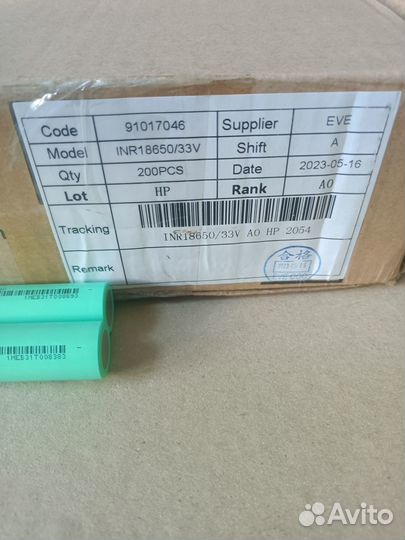 Code 91017046 Supplier EVE
Model INR18650/33V Shift A
Qty 200PCS Date 2023-05-16
Lot HP Rank A0
Tracking
INR18650/33V A0 HP 2054
Remark 合格
1MEB31T008383
Avito